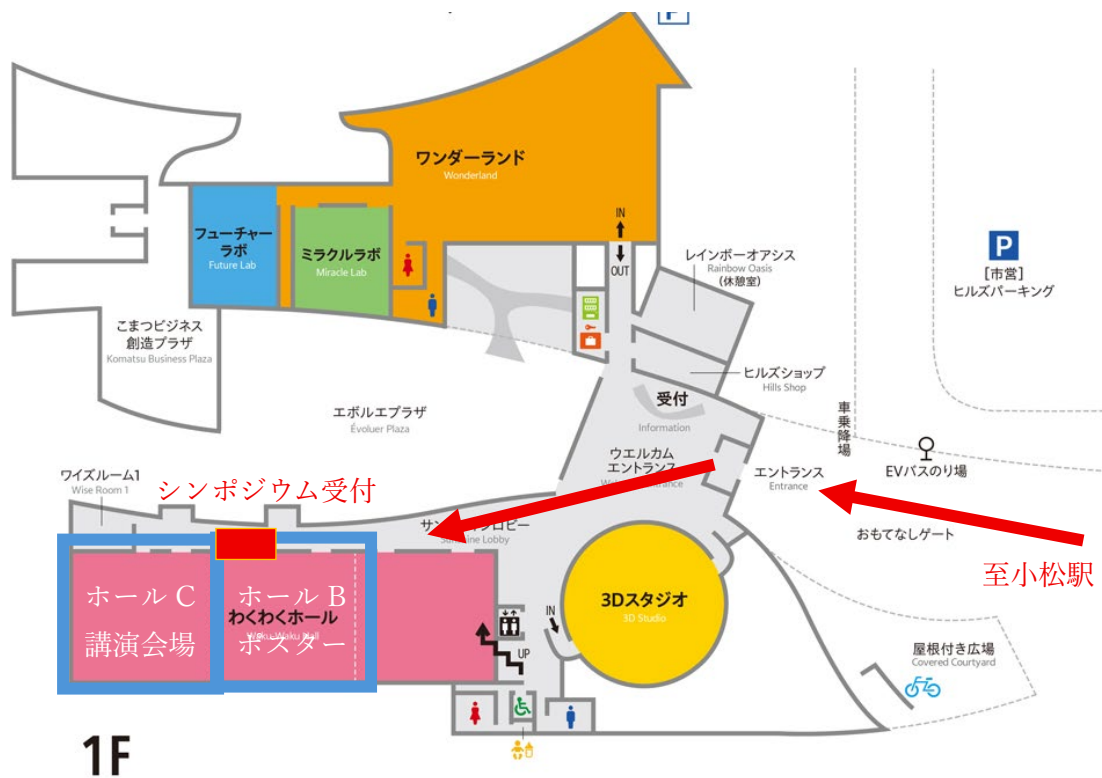 P
ワンダーランド
Wonderland
フューチャー
ラボ
Future Lab
ミラクルラボ
Miracle Lab
IN
OUT
レインボーオアシス
Rainbow Oasis
(休憩室)
P
[市営]
ヒルズパーキング
こまつビジネス
創造プラザ
Komatsu Business Plaza
ヒルズショップ
Hills Shop
エボルエプラザ
Évoluer Plaza
受付
Information
車乗降場
ウエルカム
エントランス
エントランス
Entrance
EVバスのり場
ワイズルーム1
Wise Room 1
シンポジウム受付
おもてなしゲート
至小松駅
ホール C
講演会場
ホール B
ポスター
わくわくホール
3Dスタジオ
3D Studio
IN
UP
屋根付き広場
Covered Courtyard
1F